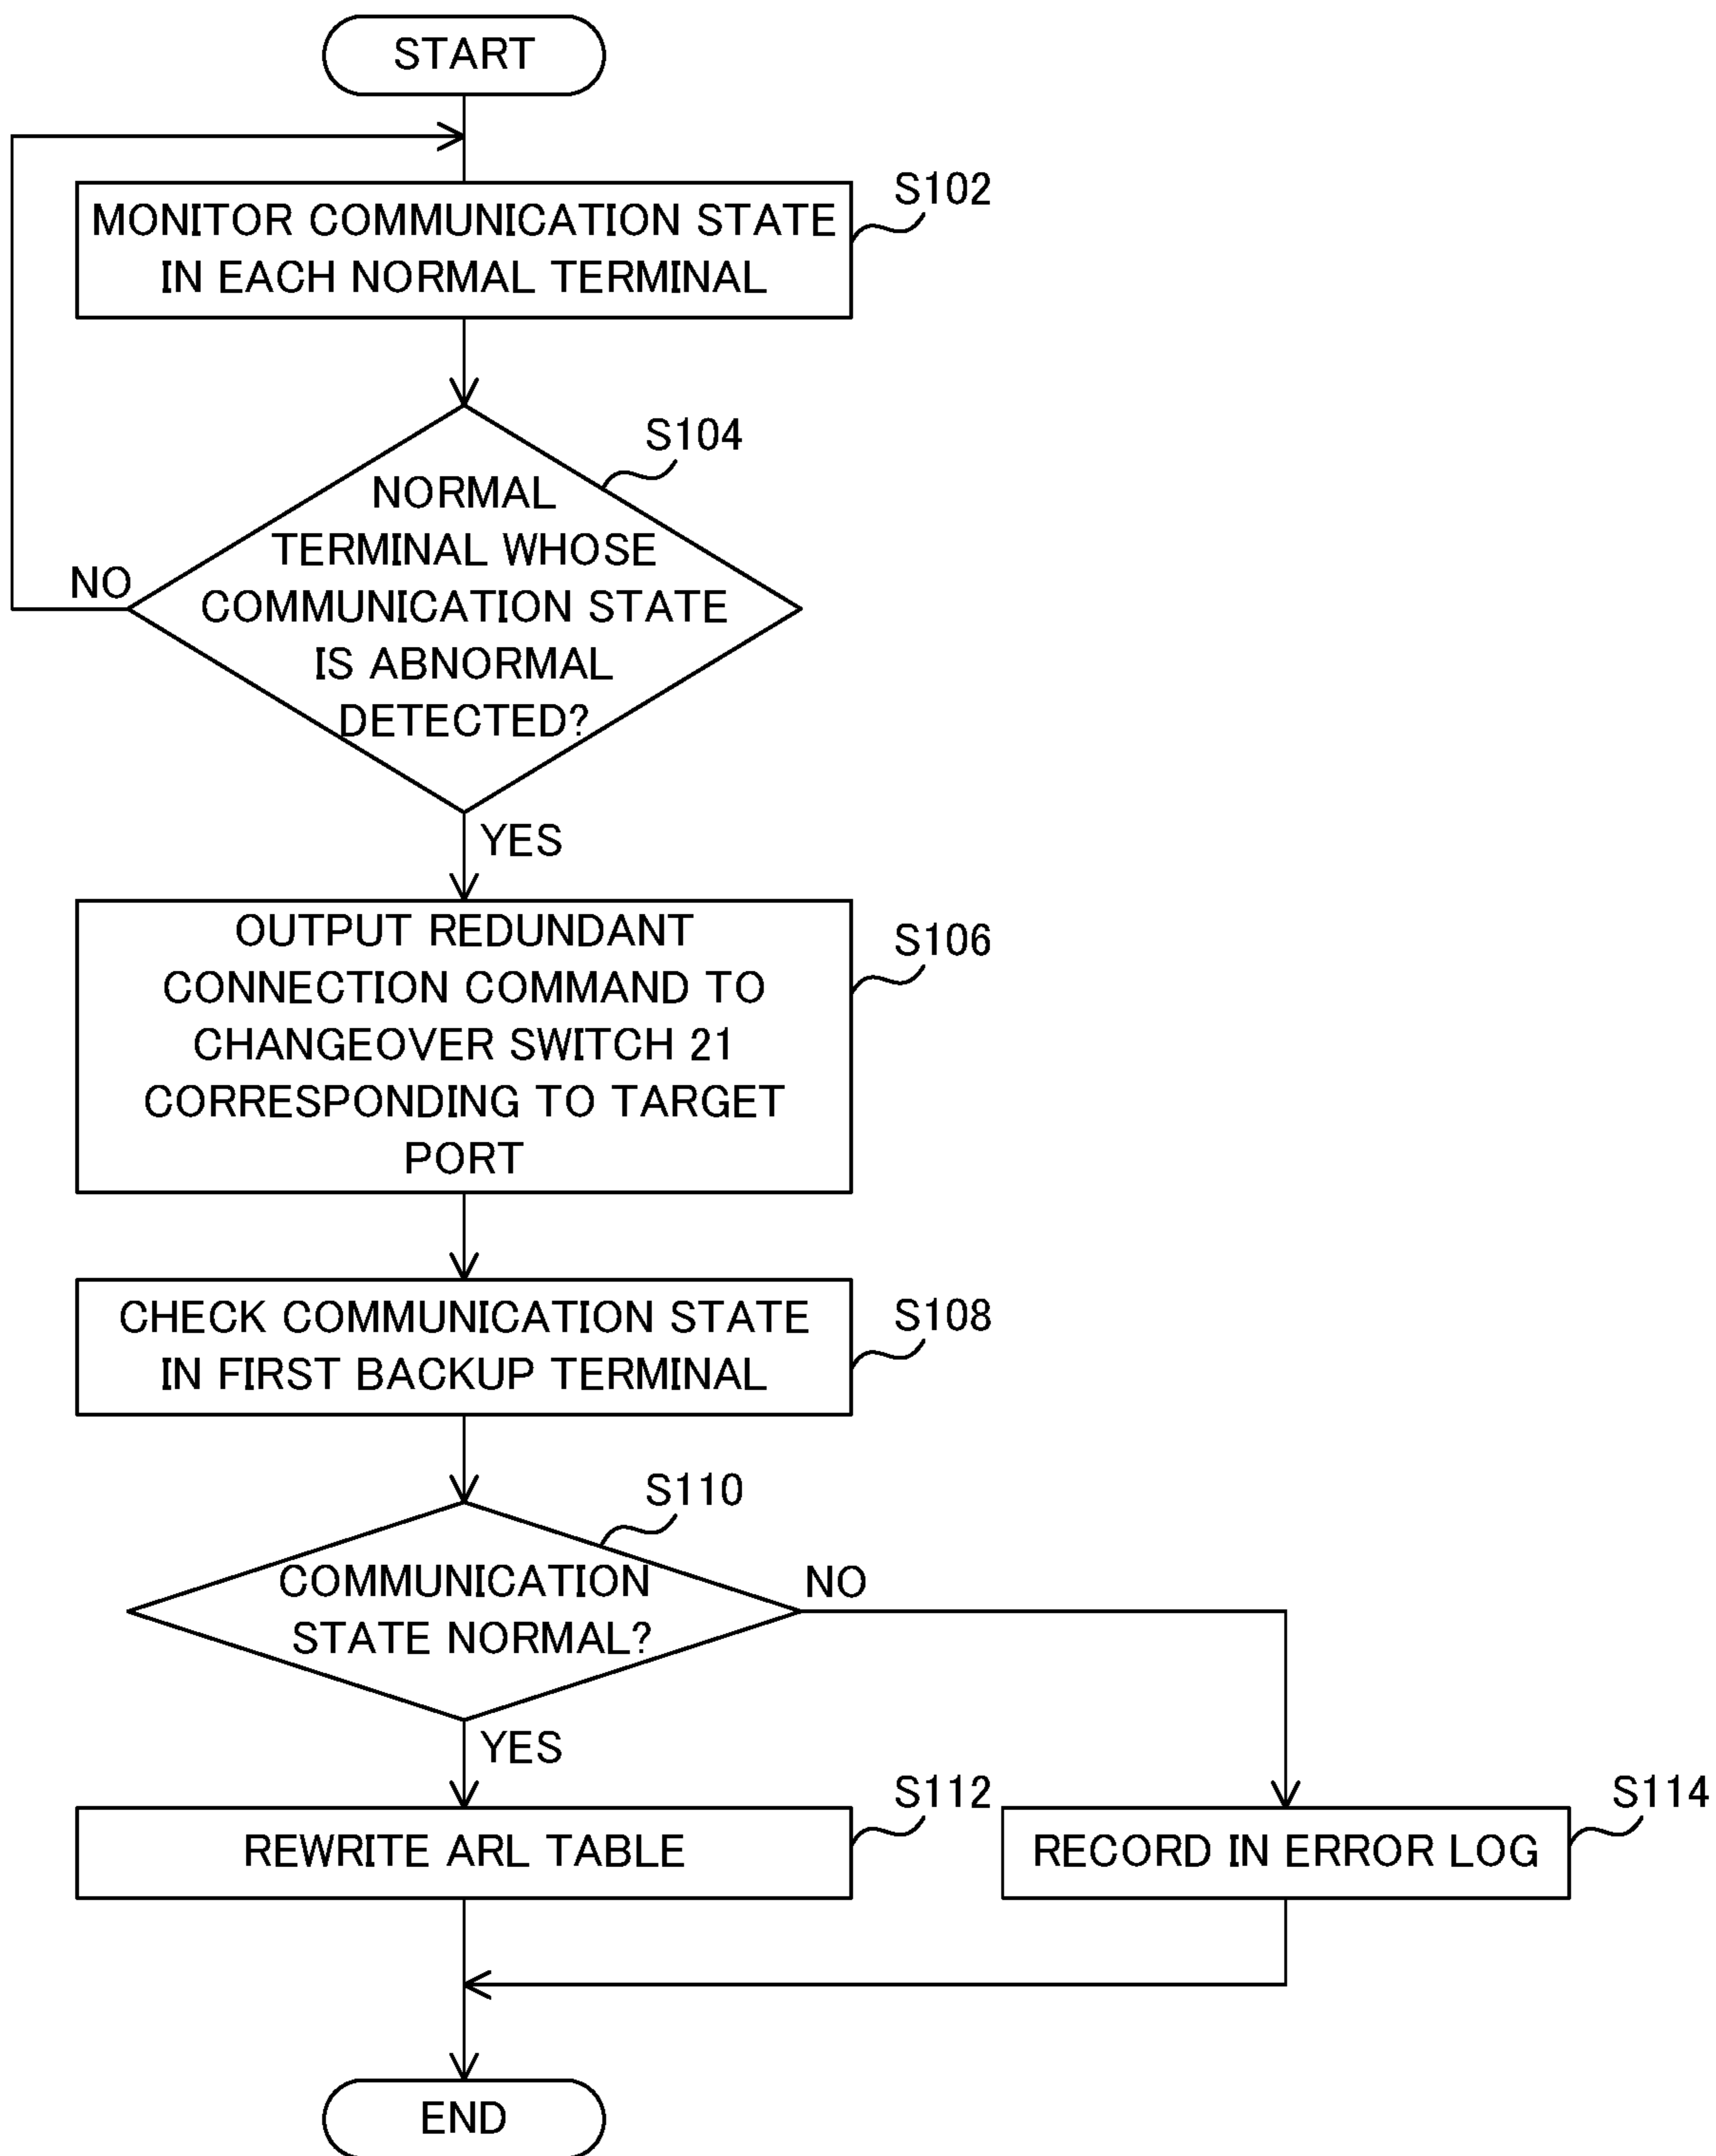 START
S102
MONITOR COMMUNICATION STATE
IN EACH NORMAL TERMINAL
S104
NORMAL
TERMINAL WHOSE
COMMUNICATION STATE
IS ABNORMAL
DETECTED?
NO
YES
S106
OUTPUT REDUNDANT
CONNECTION COMMAND TO
CHANGEOVER SWITCH 21
CORRESPONDING TO TARGET
PORT
S108
CHECK COMMUNICATION STATE
IN FIRST BACKUP TERMINAL
S110
COMMUNICATION
STATE NORMAL?
NO
YES
S112
REWRITE ARL TABLE
S114
RECORD IN ERROR LOG
END